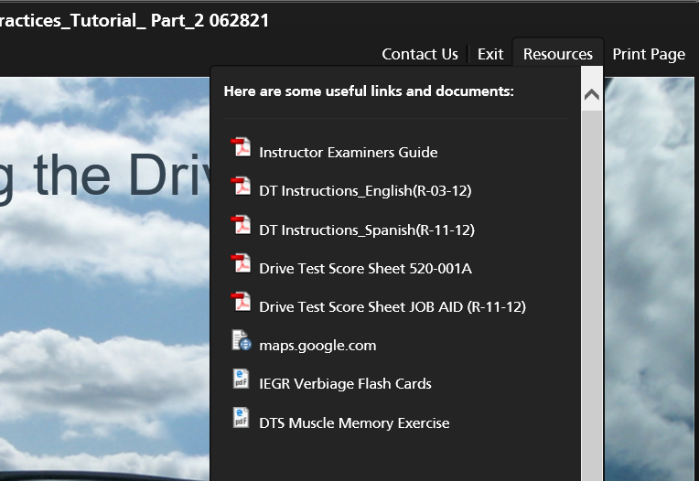 ractices_Tutorial_ Part_2 062821
Contact Us Exit Resources Print Page
Here are some useful links and documents:
g the Driv
Instructor Examiners Guide
DT Instructions_English(R-03-12)
DT Instructions_Spanish(R-11-12)
Drive Test Score Sheet 520-001A
Drive Test Score Sheet JOB AID (R-11-12)
maps.google.com
IEGR Verbiage Flash Cards
DTS Muscle Memory Exercise